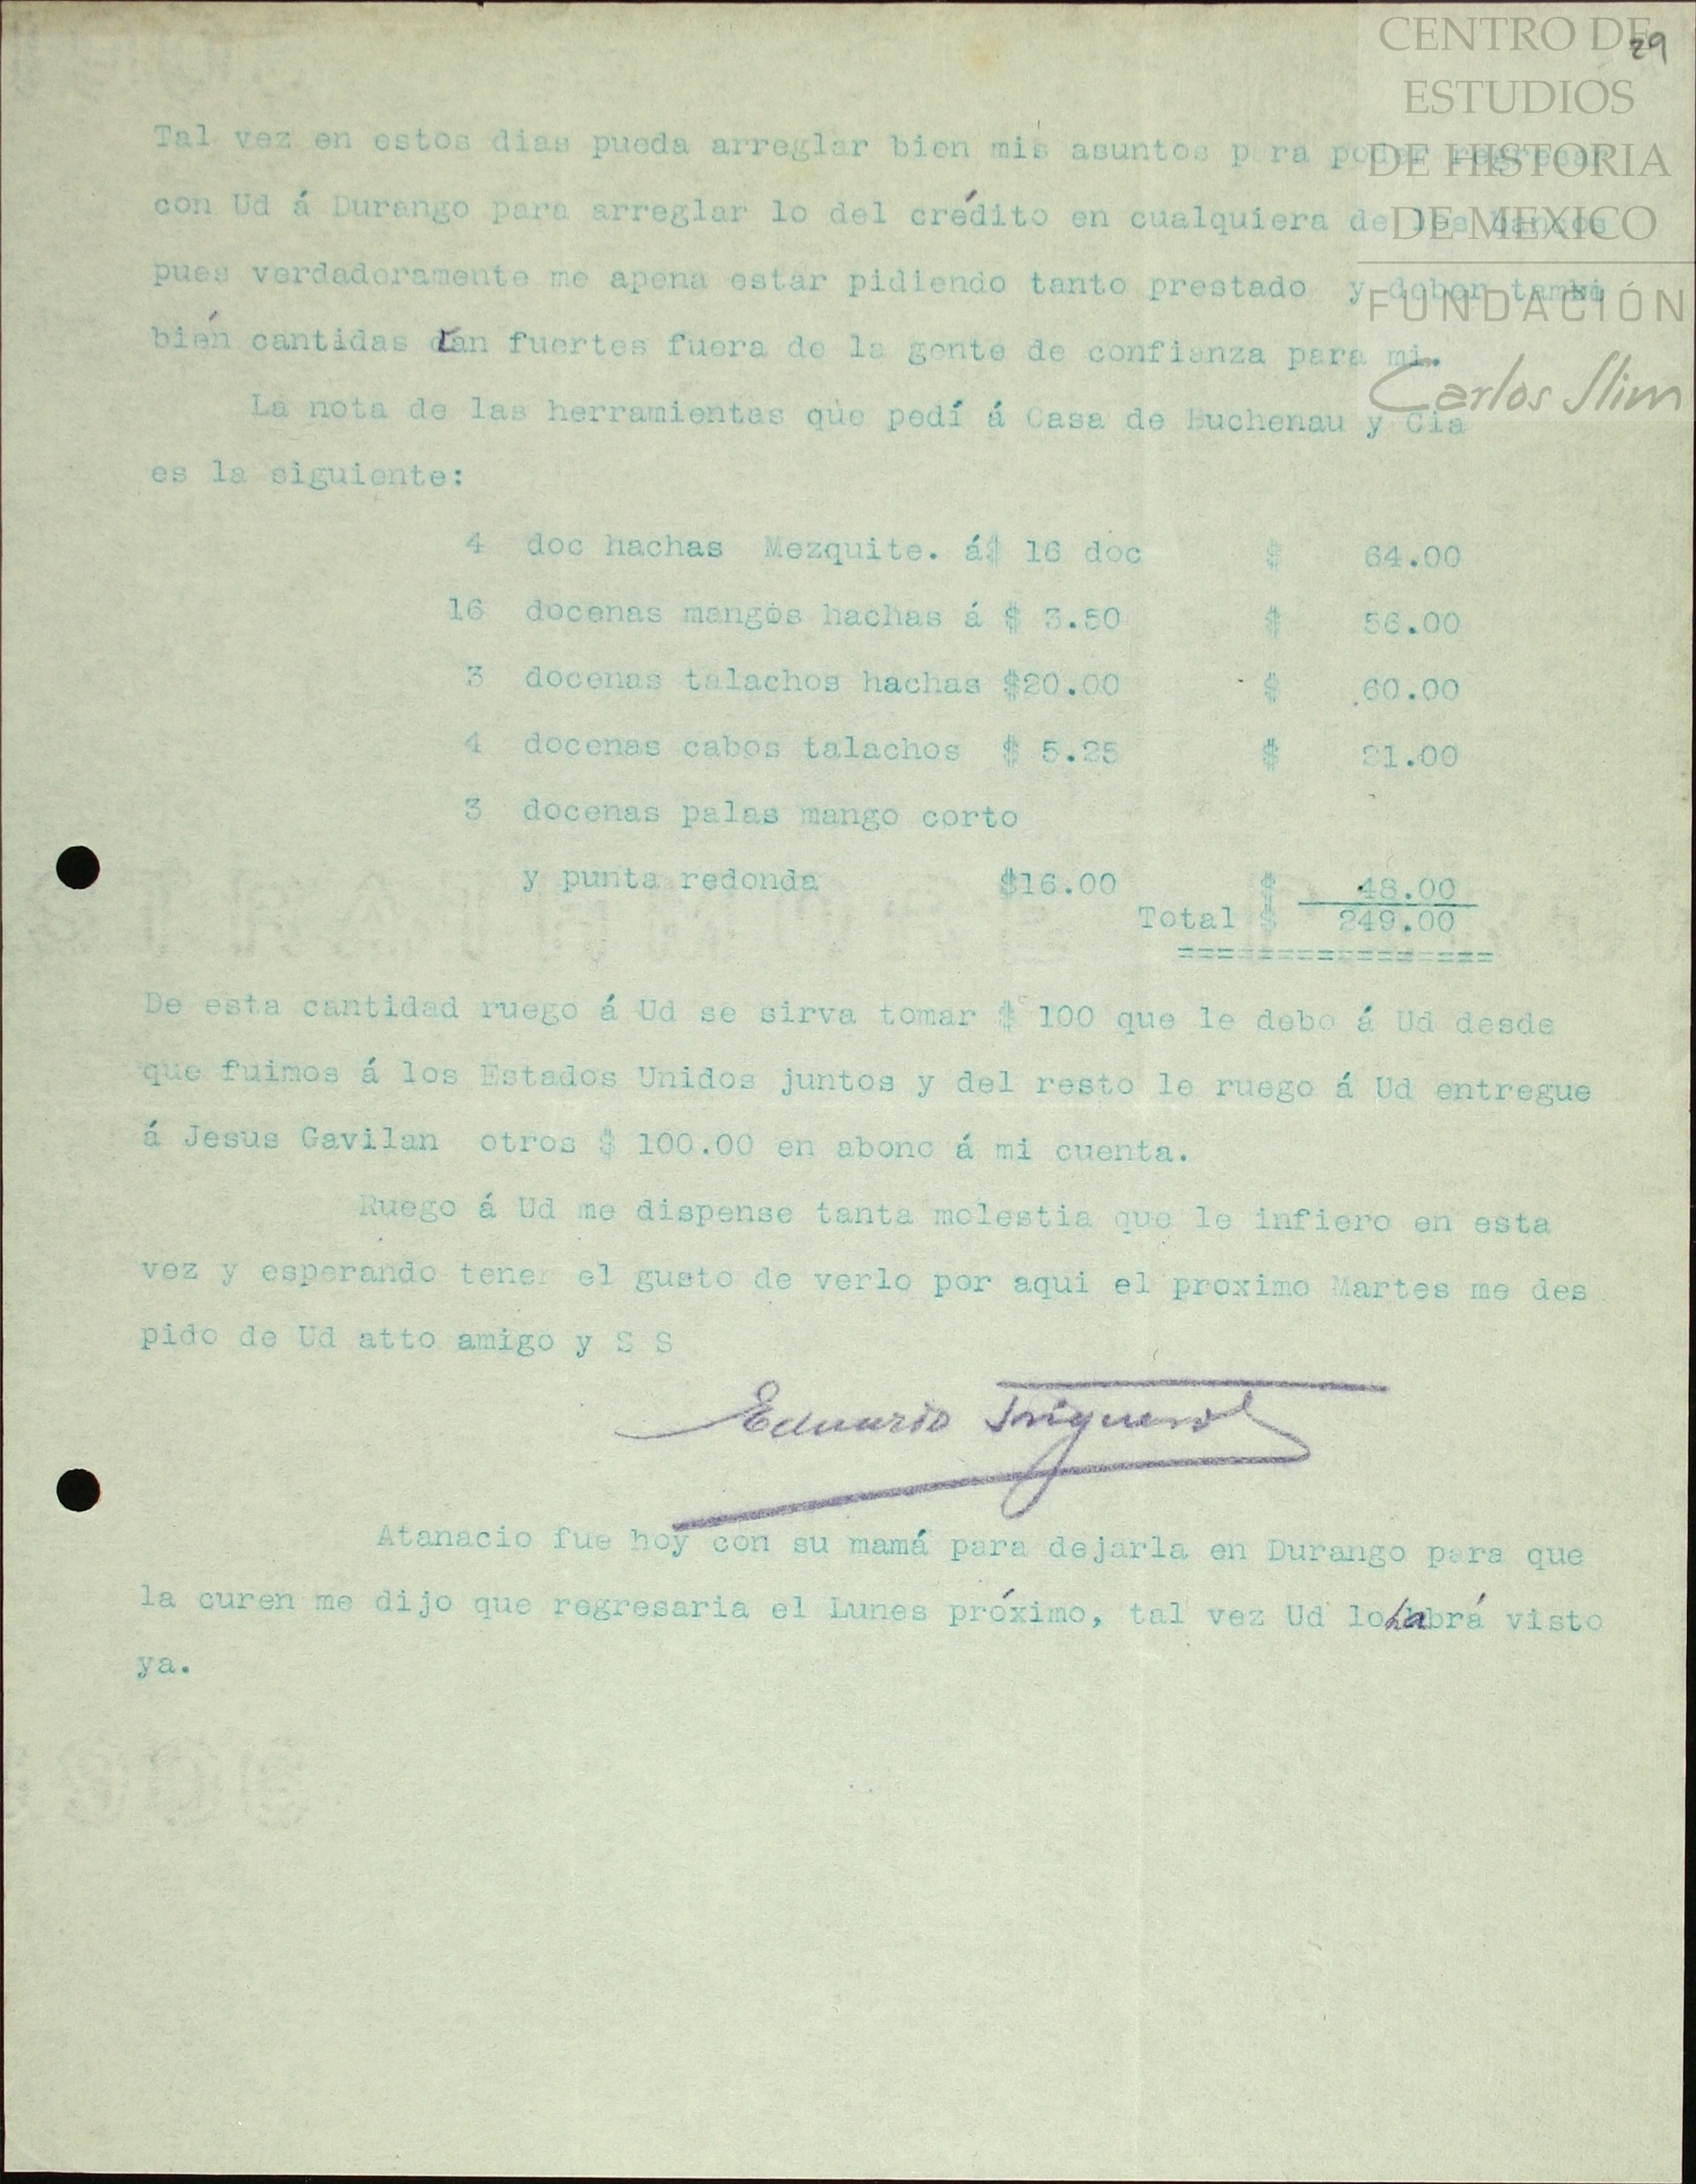 29
CENTRO DE
ESTUDIOS
DE HISTORIA
DE MEXICO
FUNDACIÓN
Carlos Slim
Tal vez en estos dias pueda arreglar bien mis asuntos para poder regresar
con Ud á Durango para arreglar lo del crédito en cualquiera de los bancos
pues verdaderamente me apena estar pidiendo tanto prestado y deber tam
bién cantidas tan fuertes fuera de la gente de confianza para mi.
La nota de las herramientas que pedí á Casa de Buchenau y Cia
es la siguiente:
4 doc hachas Mezquite. á$ 16 doc $ 64.00
16 docenas mangos hachas á $ 3.50 $ 56.00
3 docenas talachos hachas $20.00 $ 60.00
4 docenas cabos talachos $ 5.25 $ 21.00
3 docenas palas mango corto
y punta redonda $16.00 $ 48.00
Total $ 249.00
================
De esta cantidad ruego á Ud se sirva tomar $ 100 que le debo á Ud desde
que fuimos á los Estados Unidos juntos y del resto le ruego á Ud entregue
á Jesus Gavilan otros $ 100.00 en abono á mi cuenta.
Ruego á Ud me dispense tanta molestia que le infiero en esta
vez y esperando tener el gusto de verlo por aqui el proximo Martes me des
pido de Ud atto amigo y S S
Eduardo Trigueros
Atanacio fue hoy con su mamá para dejarla en Durango para que
la curen me dijo que regresaria el Lunes próximo, tal vez Ud lo habrá visto
ya.